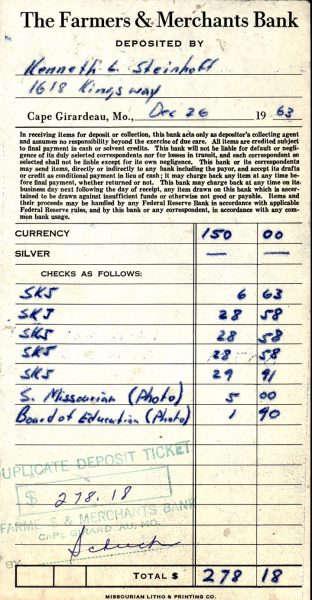 The Farmers & Merchants Bank
DEPOSITED BY
Kenneth L Steinhoff
1618 Kingsway
Cape Girardeau, Mo., Dec 26 1963
In receiving items for deposit or collection, this bank acts only as depositor's collecting agent
and assumes no responsibility beyond the exercise of due care. All items are credited subject
to final payment in cash or solvent credits. This bank will not be liable for default or negli-
gence of its duly selected correspondents nor for losses in transit, and each correspondent so
selected shall not be liable except for its own negligence. This bank or its correspondents
may send items, directly or indirectly to any bank including the payor, and accept its drafts
or credit as conditional payment in lieu of cash; it may charge back any item at any time be-
fore final payment, whether returned or not. This bank may charge back at any time on its
business day next following the day of receipt, any item drawn on this bank which is ascer-
tained to be drawn against insufficient funds or otherwise not good or payable. Items and
their proceeds may be handled by any Federal Reserve Bank in accordance with applicable
Federal Reserve rules, and by this bank or any correspondent, in accordance with any com-
mon bank usage.
CURRENCY 150 00
SILVER — —
CHECKS AS FOLLOWS:
SKS 6 63
SKS 28 58
SKS 28 58
SKS 28 58
SKS 29 91
S. Missourian (Photo) 5 00
Board of Education (Photo) 1 90
DUPLICATE DEPOSIT TICKET
$ 278.18
FARMERS & MERCHANTS BANK
CAPE GIRARDEAU, MO.
BY
TOTAL $ 278 18
MISSOURIAN LITHO & PRINTING CO.